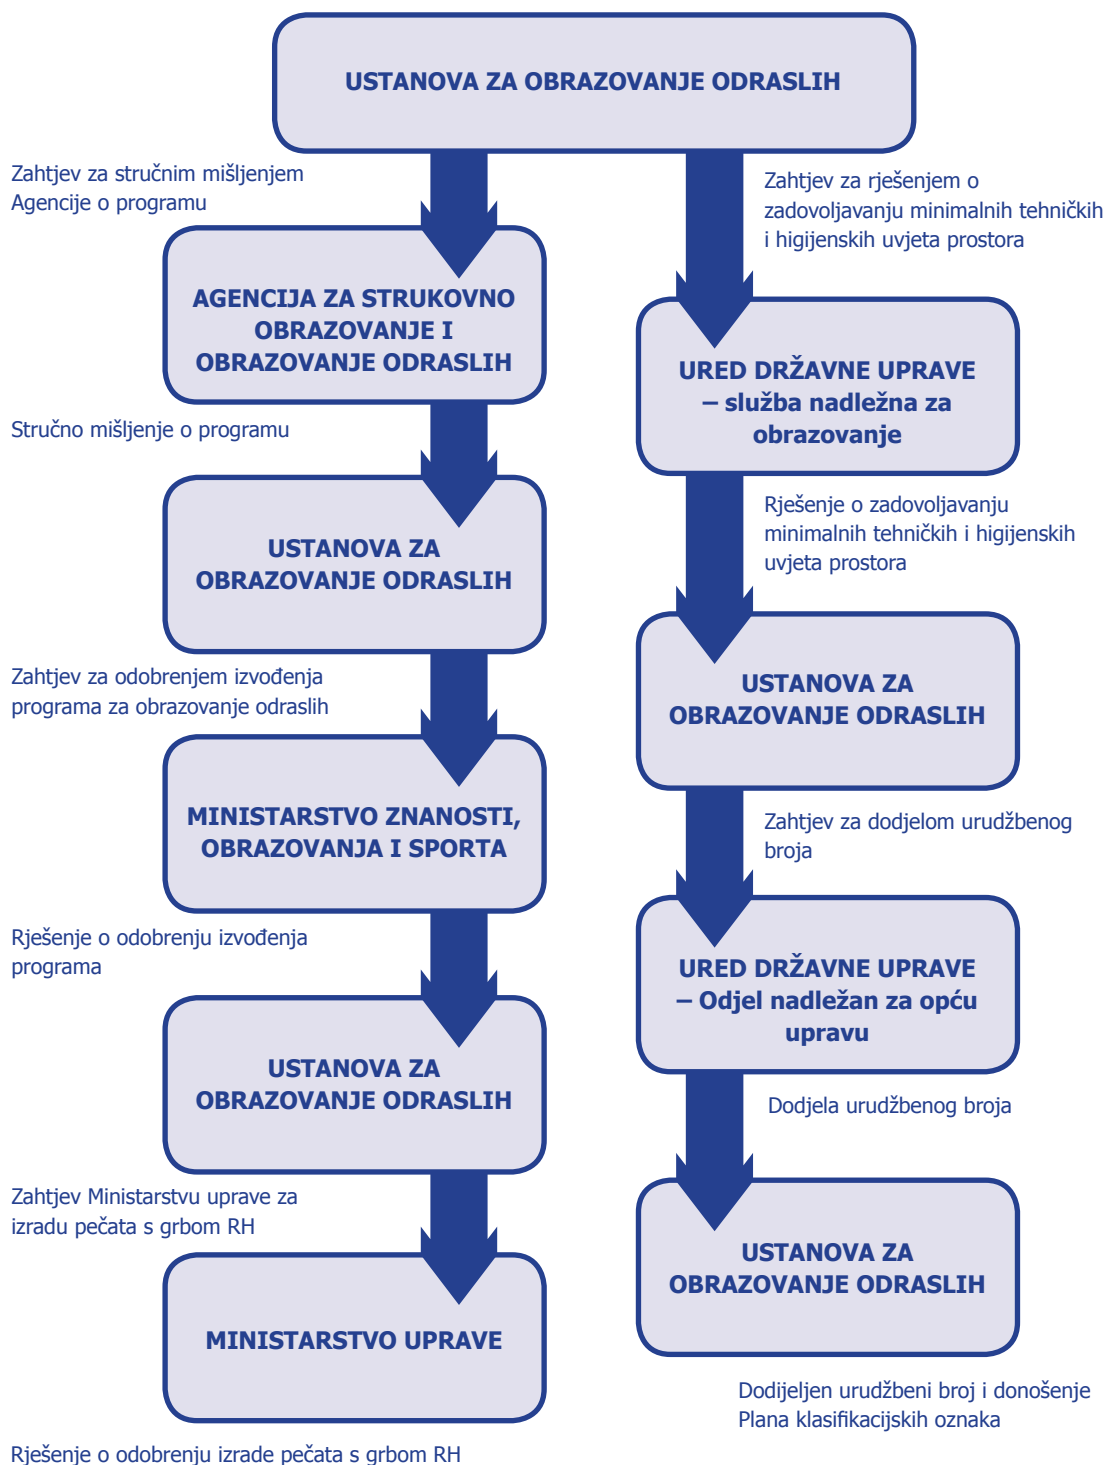 USTANOVA ZA OBRAZOVANJE ODRASLIH
Zahtjev za stručnim mišljenjem
Agencije o programu
AGENCIJA ZA STRUKOVNO
OBRAZOVANJE I
OBRAZOVANJE ODRASLIH
Stručno mišljenje o programu
USTANOVA ZA
OBRAZOVANJE ODRASLIH
Zahtjev za odobrenjem izvođenja
programa za obrazovanje odraslih
MINISTARSTVO ZNANOSTI,
OBRAZOVANJA I SPORTA
Rješenje o odobrenju izvođenja
programa
USTANOVA ZA
OBRAZOVANJE ODRASLIH
Zahtjev Ministarstvu uprave za
izradu pečata s grbom RH
MINISTARSTVO UPRAVE
Rješenje o odobrenju izrade pečata s grbom RH
Zahtjev za rješenjem o
zadovoljavanju minimalnih tehničkih
i higijenskih uvjeta prostora
URED DRŽAVNE UPRAVE
– služba nadležna za
obrazovanje
Rješenje o zadovoljavanju
minimalnih tehničkih i higijenskih
uvjeta prostora
USTANOVA ZA
OBRAZOVANJE ODRASLIH
Zahtjev za dodjelom urudžbenog
broja
URED DRŽAVNE UPRAVE
– Odjel nadležan za opću
upravu
Dodjela urudžbenog broja
USTANOVA ZA
OBRAZOVANJE ODRASLIH
Dodijeljen urudžbeni broj i donošenje
Plana klasifikacijskih oznaka